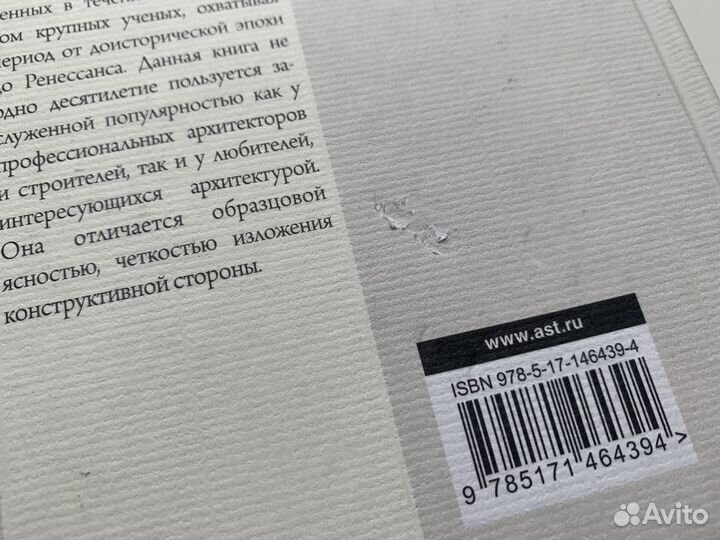 енных в течен
ом крупных ученых, охватывая
период от доисторической эпохи
до Ренессанса. Данная книга не
одно десятилетие пользуется за-
служенной популярностью как у
профессиональных архитекторов
и строителей, так и у любителей,
интересующихся архитектурой.
Она отличается образцовой
ясностью, четкостью изложения
конструктивной стороны.
www.ast.ru
ISBN 978-5-17-146439-4
9 785171 464394 >
Avito